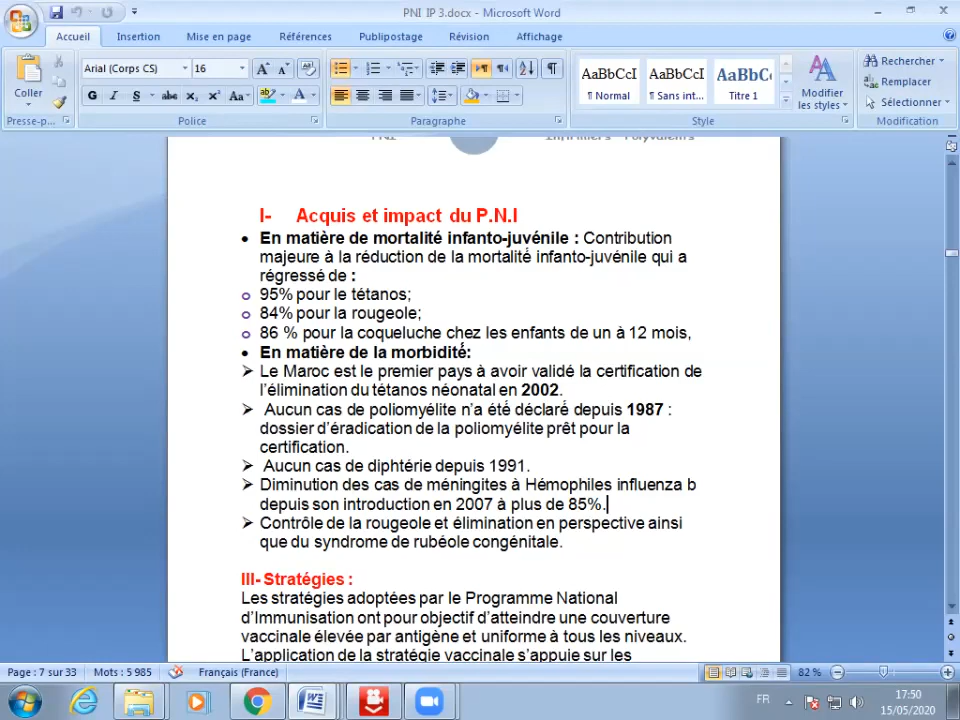 PNI IP 3.docx - Microsoft Word
Accueil Insertion Mise en page Références Publipostage Révision Affichage
Coller
Arial (Corps CS) 16
G I S abc x₂ x² Aa
AaBbCcI AaBbCcI AaBbC
¶ Normal ¶ Sans int... Titre 1
Modifier les styles
Rechercher
Remplacer
Sélectionner
Presse-p... Police Paragraphe Style Modification
PNI Infirmiers Polyvalents
I- Acquis et impact du P.N.I
• En matière de mortalité infanto-juvénile : Contribution
majeure à la réduction de la mortalité infanto-juvénile qui a
régressé de :
o 95% pour le tétanos;
o 84% pour la rougeole;
o 86 % pour la coqueluche chez les enfants de un à 12 mois,
• En matière de la morbidité:
➢ Le Maroc est le premier pays à avoir validé la certification de
l’élimination du tétanos néonatal en 2002.
➢ Aucun cas de poliomyélite n’a été déclaré depuis 1987 :
dossier d’éradication de la poliomyélite prêt pour la
certification.
➢ Aucun cas de diphtérie depuis 1991.
➢ Diminution des cas de méningites à Hémophiles influenza b
depuis son introduction en 2007 à plus de 85%.
➢ Contrôle de la rougeole et élimination en perspective ainsi
que du syndrome de rubéole congénitale.
III- Stratégies :
Les stratégies adoptées par le Programme National
d’Immunisation ont pour objectif d’atteindre une couverture
vaccinale élevée par antigène et uniforme à tous les niveaux.
L’application de la stratégie vaccinale s’appuie sur les
Page : 7 sur 33 Mots : 5 985 Français (France) 82 %
FR 17:50
15/05/2020